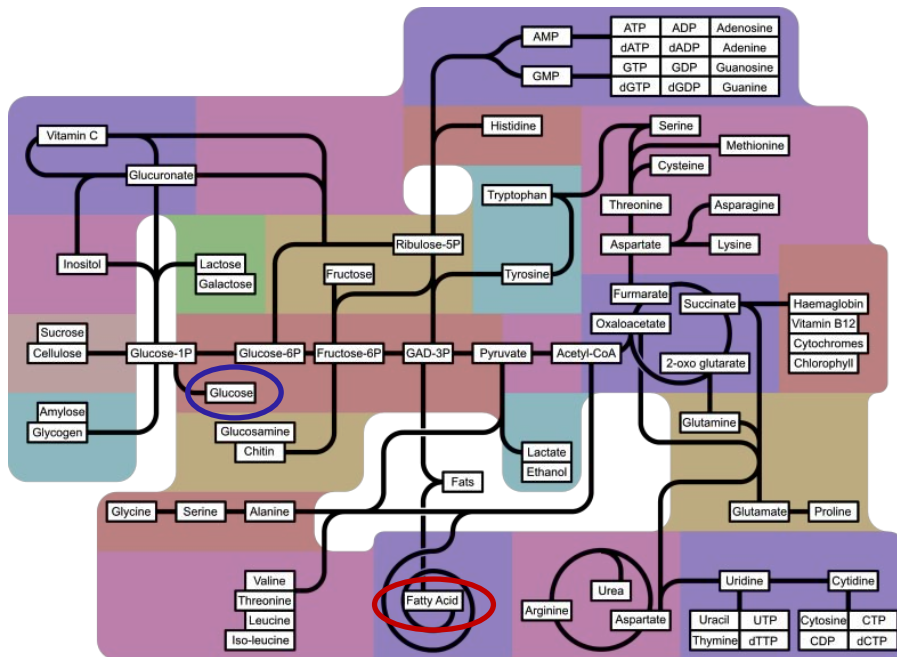 AMP
ATP ADP Adenosine
dATP dADP Adenine
GMP
GTP GDP Guanosine
dGTP dGDP Guanine
Vitamin C
Histidine
Serine
Methionine
Cysteine
Glucuronate
Tryptophan
Threonine
Asparagine
Ribulose-5P
Aspartate
Lysine
Inositol
Lactose
Galactose
Fructose
Tyrosine
Furmarate
Succinate
Haemaglobin
Oxaloacetate
Vitamin B12
Sucrose
Cellulose
Glucose-1P
Glucose-6P
Fructose-6P
GAD-3P
Pyruvate
Acetyl-CoA
2-oxo glutarate
Cytochromes
Chlorophyll
Glucose
Amylose
Glycogen
Glucosamine
Chitin
Glutamine
Lactate
Ethanol
Fats
Glycine
Serine
Alanine
Glutamate
Proline
Valine
Threonine
Leucine
Iso-leucine
Fatty Acid
Arginine
Urea
Aspartate
Uridine
Cytidine
Uracil UTP
Thymine dTTP
Cytosine CTP
CDP dCTP